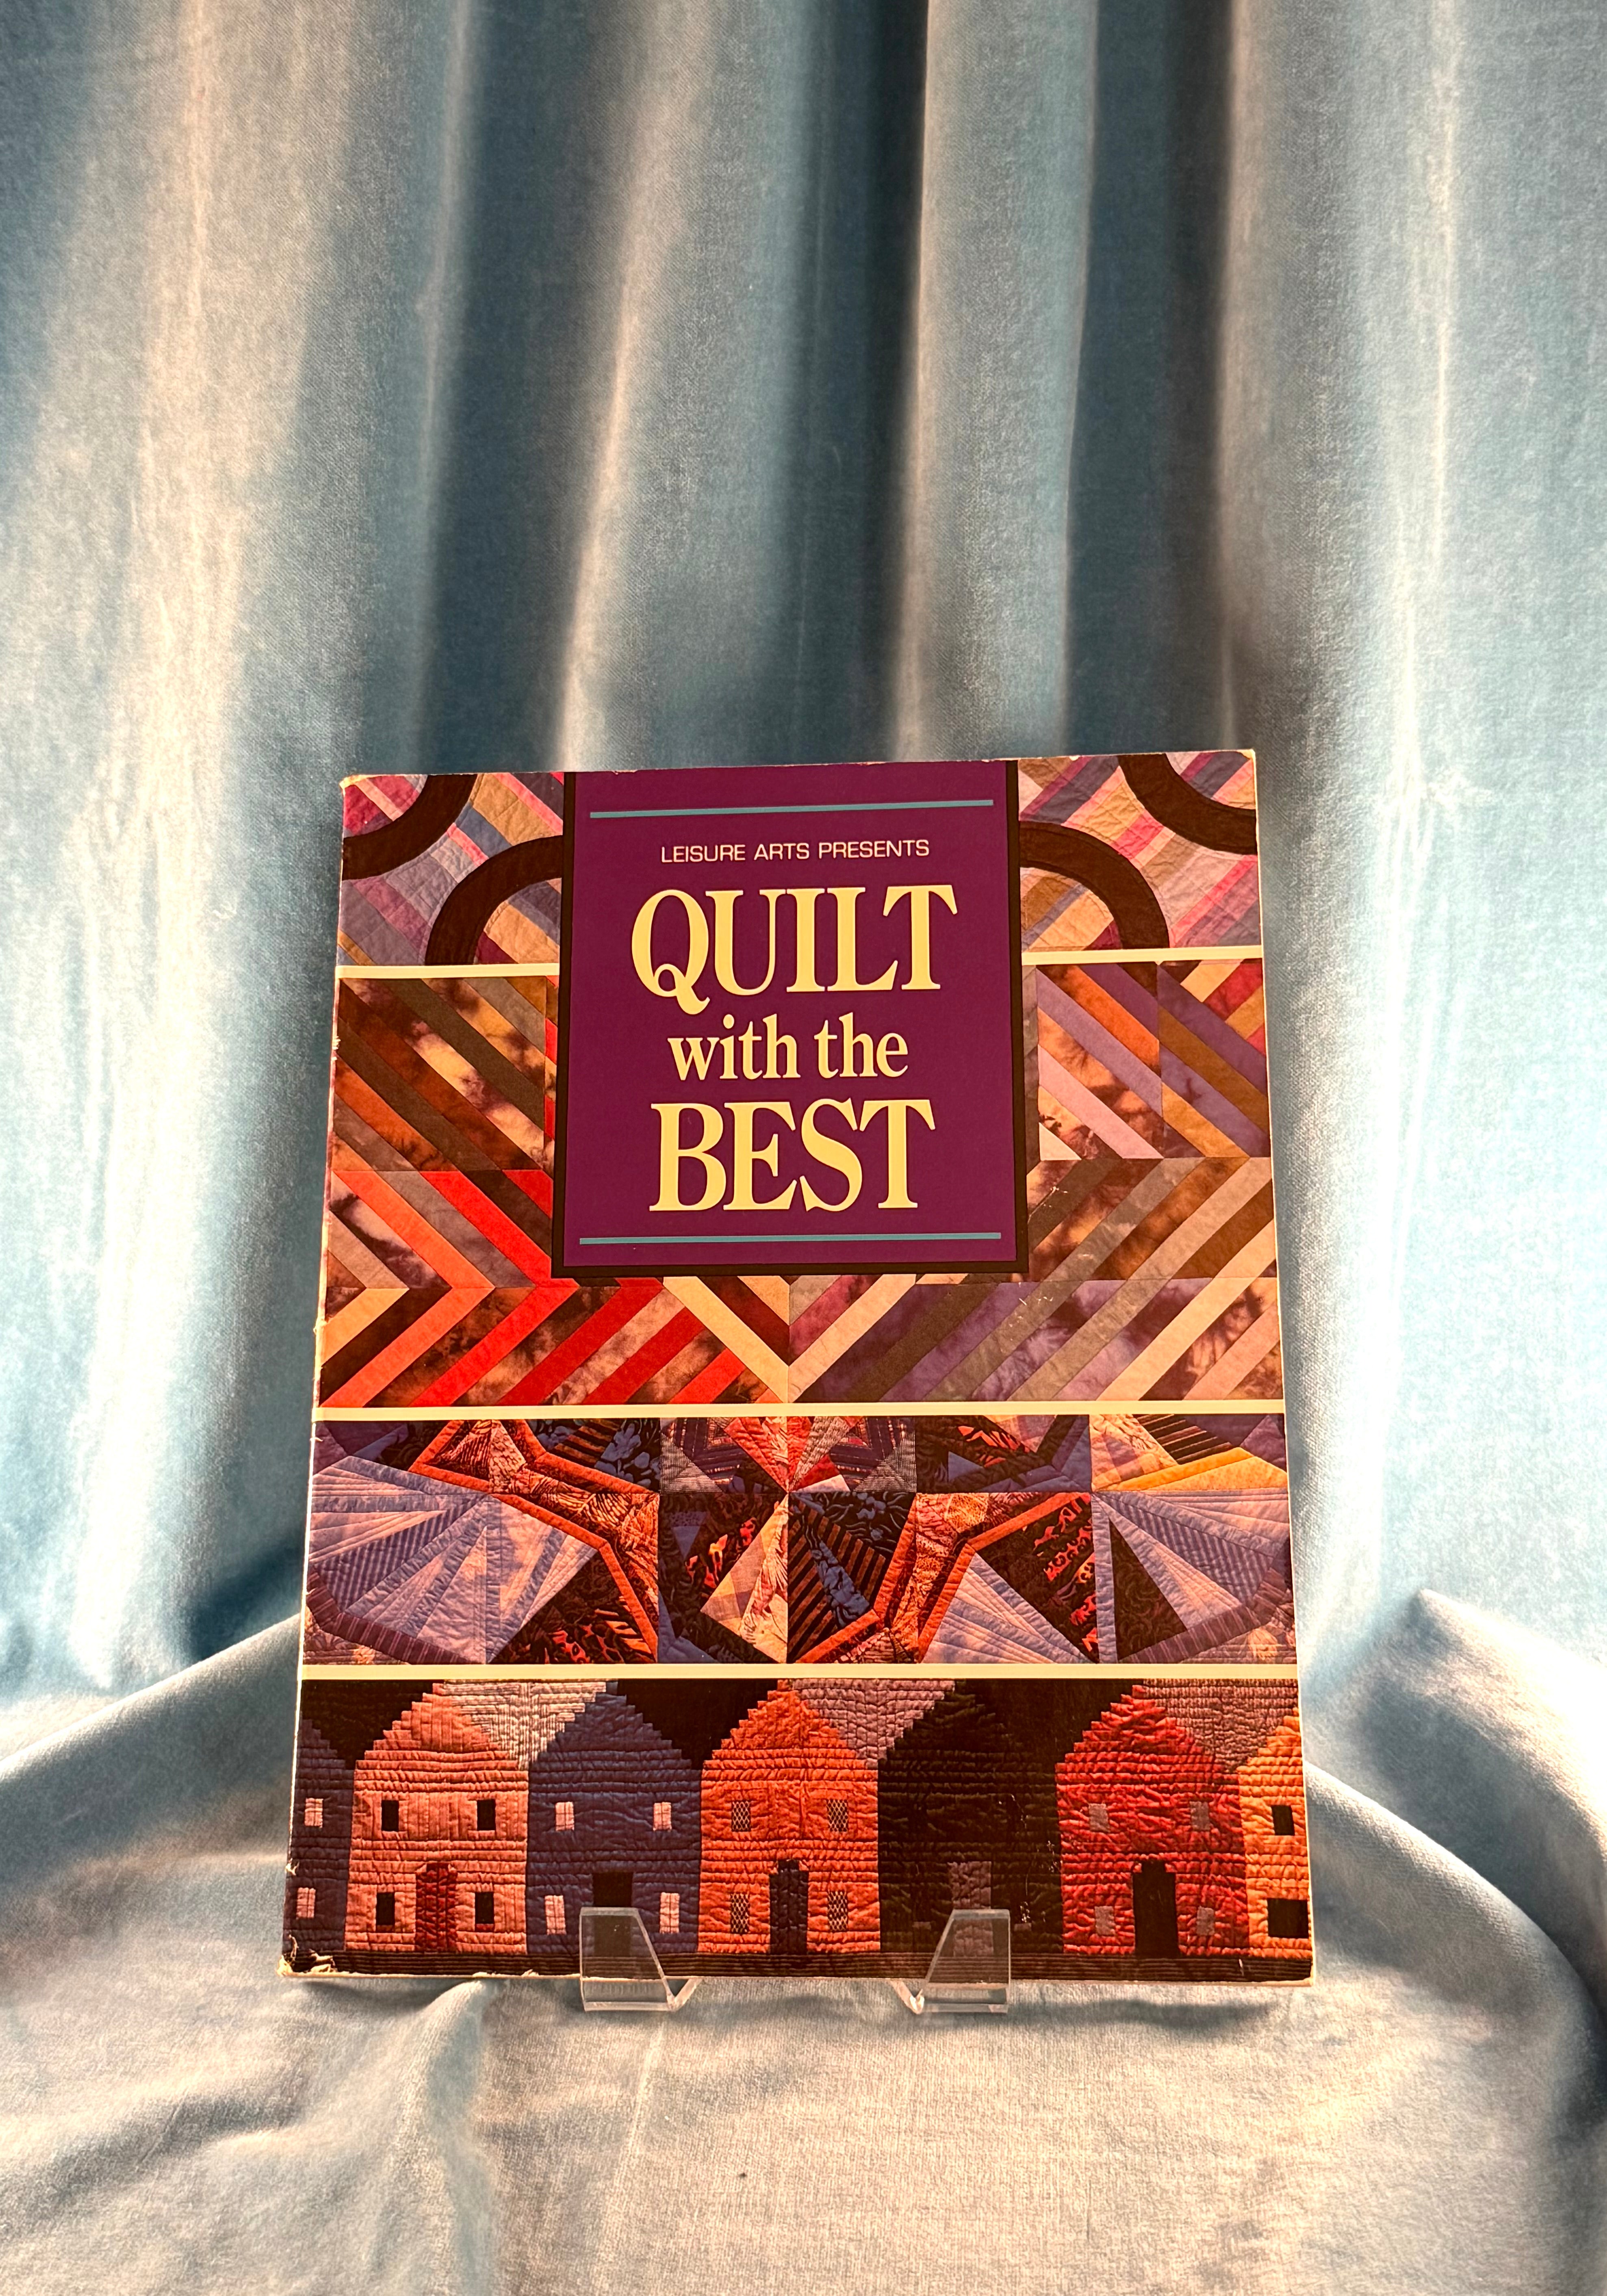 LEISURE ARTS PRESENTS
QUILT
with the
BEST